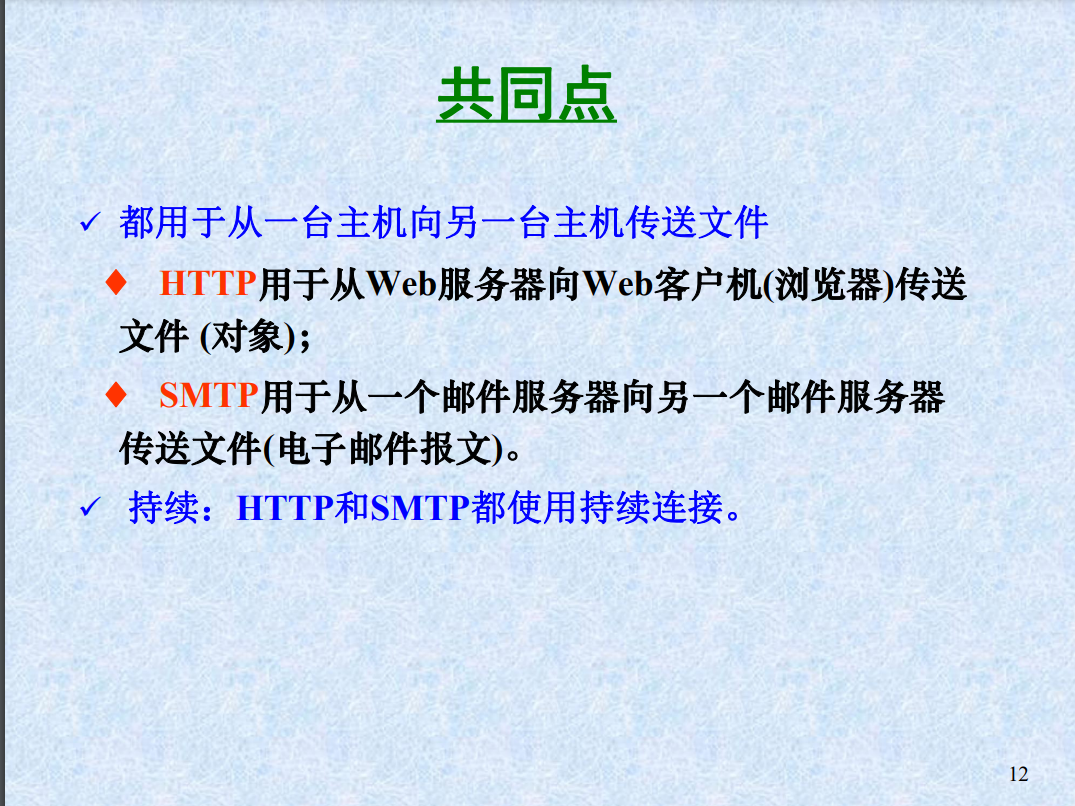 共同点
✓ 都用于从一台主机向另一台主机传送文件
♦ HTTP用于从Web服务器向Web客户机(浏览器)传送
文件 (对象)；
♦ SMTP用于从一个邮件服务器向另一个邮件服务器
传送文件(电子邮件报文)。
✓ 持续：HTTP和SMTP都使用持续连接。
12